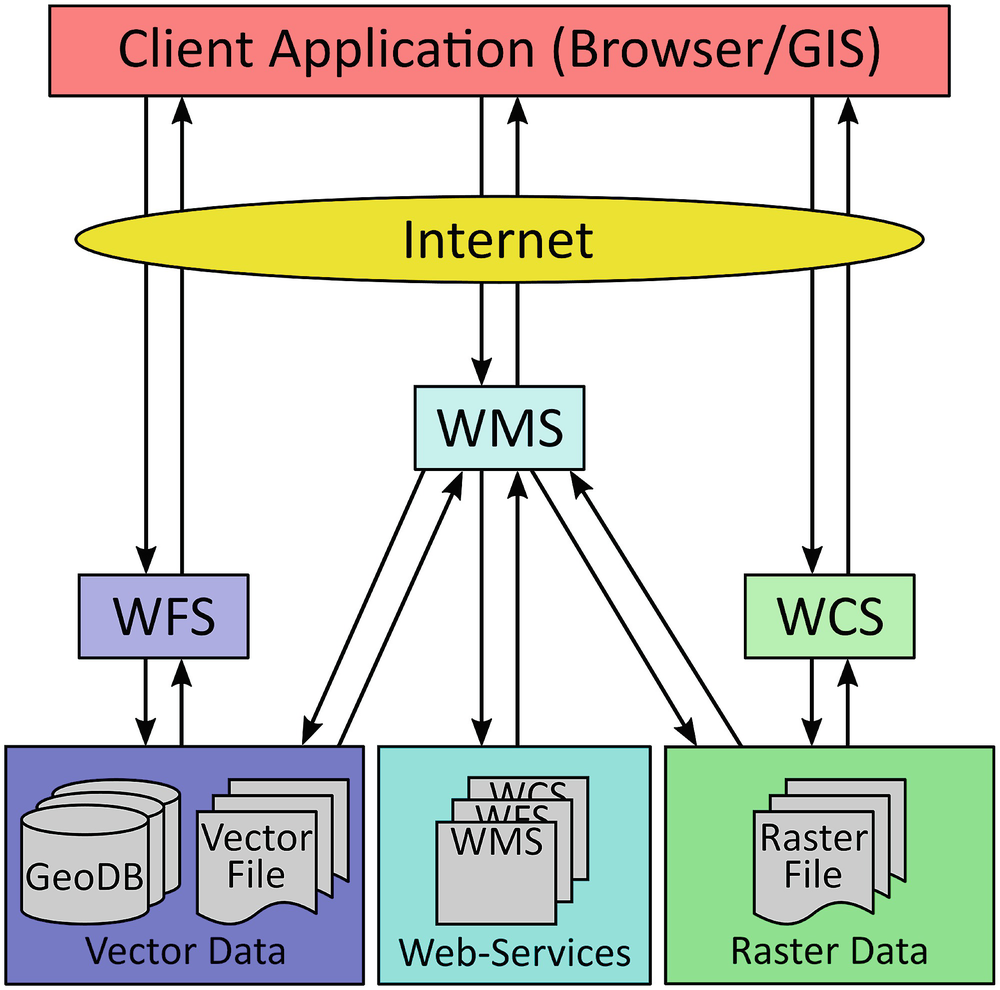 Client Application (Browser/GIS)
Internet
WMS
WFS
WCS
GeoDB
Vector
File
Vector Data
WCS
WFS
WMS
Web-Services
Raster
File
Raster Data